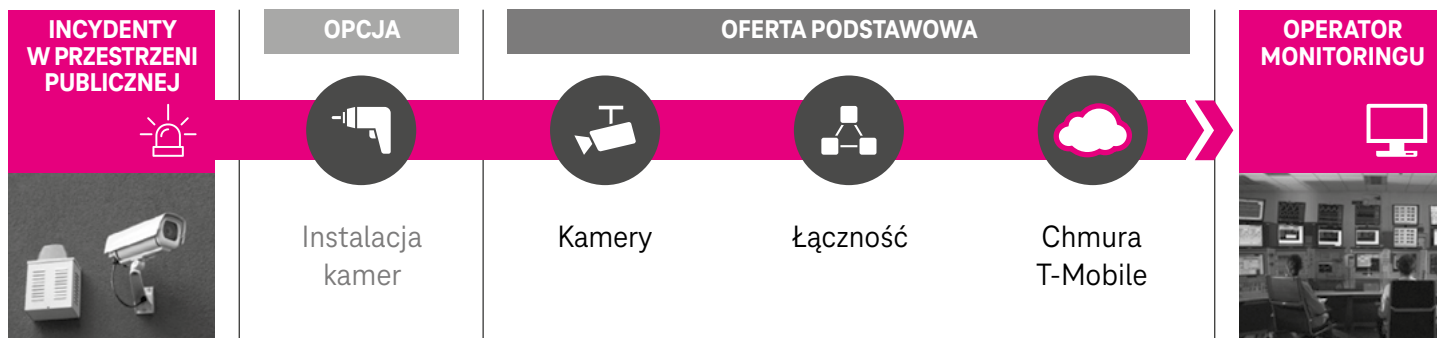 INCYDENTY
W PRZESTRZENI
PUBLICZNEJ
OPCJA
OFERTA PODSTAWOWA
OPERATOR
MONITORINGU
Instalacja
kamer
Kamery
Łączność
Chmura
T-Mobile